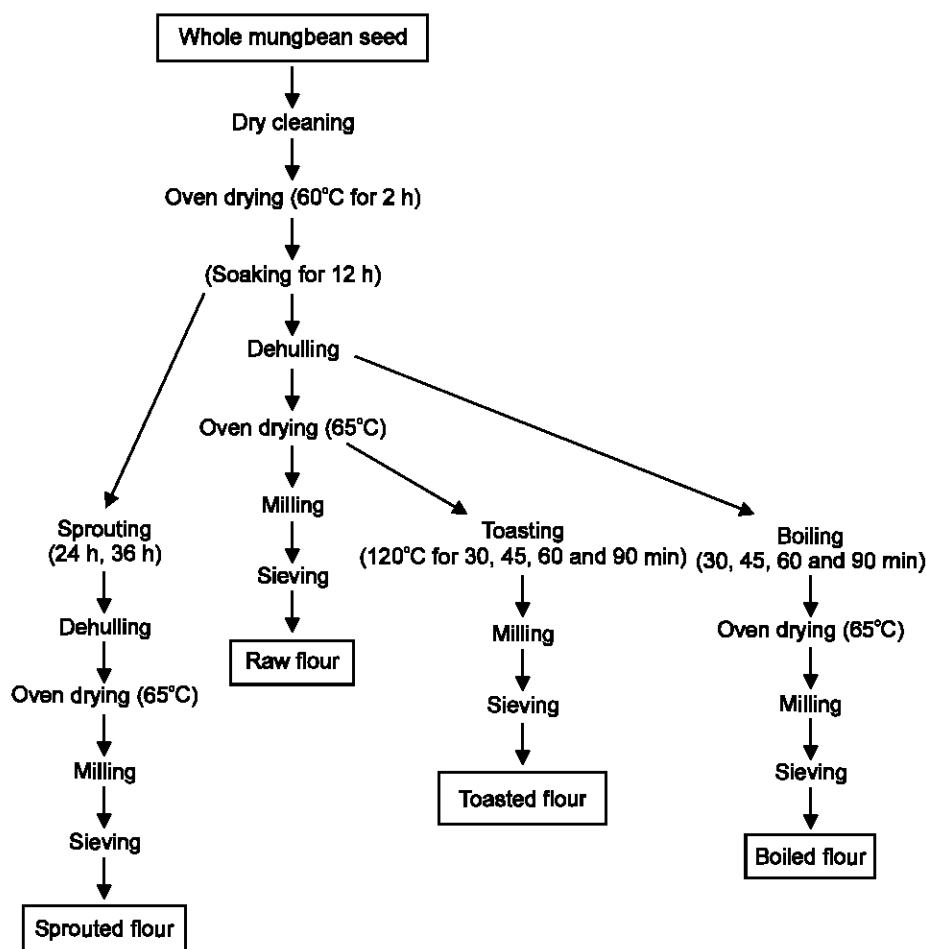 Whole mungbean seed
Dry cleaning
Oven drying (60°C for 2 h)
(Soaking for 12 h)
Dehulling
Oven drying (65°C)
Milling
Sieving
Raw flour
Sprouting
(24 h, 36 h)
Dehulling
Oven drying (65°C)
Milling
Sieving
Sprouted flour
Toasting
(120°C for 30, 45, 60 and 90 min)
Milling
Sieving
Toasted flour
Boiling
(30, 45, 60 and 90 min)
Oven drying (65°C)
Milling
Sieving
Boiled flour